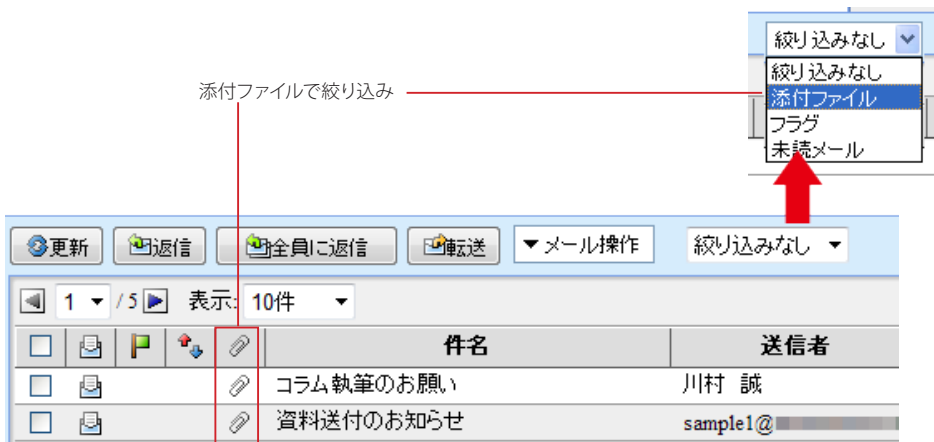 絞り込みなし
絞り込みなし
添付ファイル
フラグ
未読メール
添付ファイルで絞り込み
更新 返信 全員に返信 転送 ▼メール操作 絞り込みなし
1 / 5 表示: 10件
件名 送信者
コラム執筆のお願い 川村 誠
資料送付のお知らせ sample1@